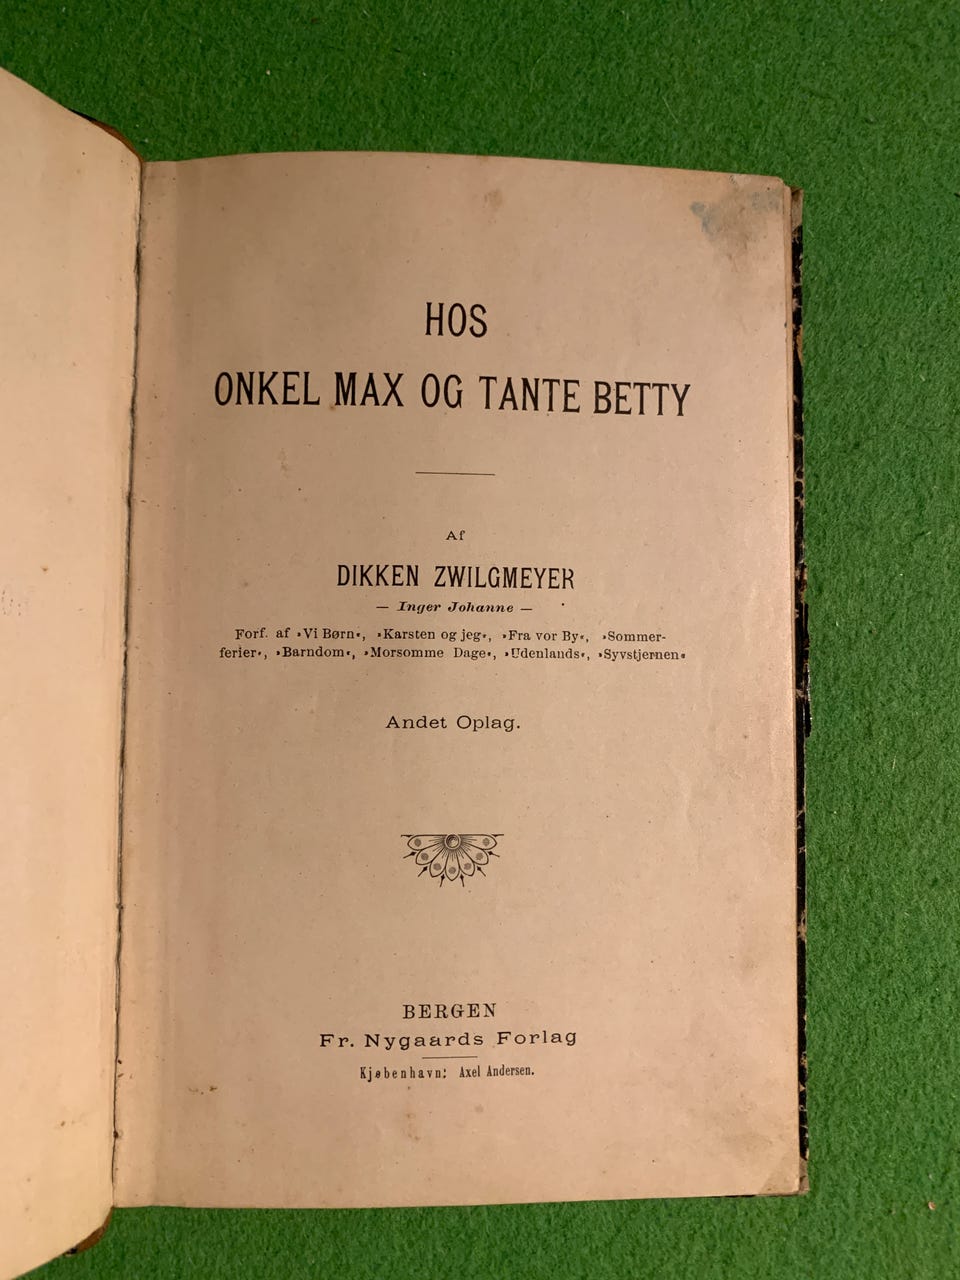 HOS
ONKEL MAX OG TANTE BETTY
Af
DIKKEN ZWILGMEYER
— Inger Johanne —
Forf. af »Vi Børn«, »Karsten og jeg«, »Fra vor By«, »Sommer-
ferier«, »Barndom«, »Morsomme Dage«, »Udenlands«, »Syvstjernen«
Andet Oplag.
BERGEN
Fr. Nygaards Forlag
Kjøbenhavn: Axel Andersen.